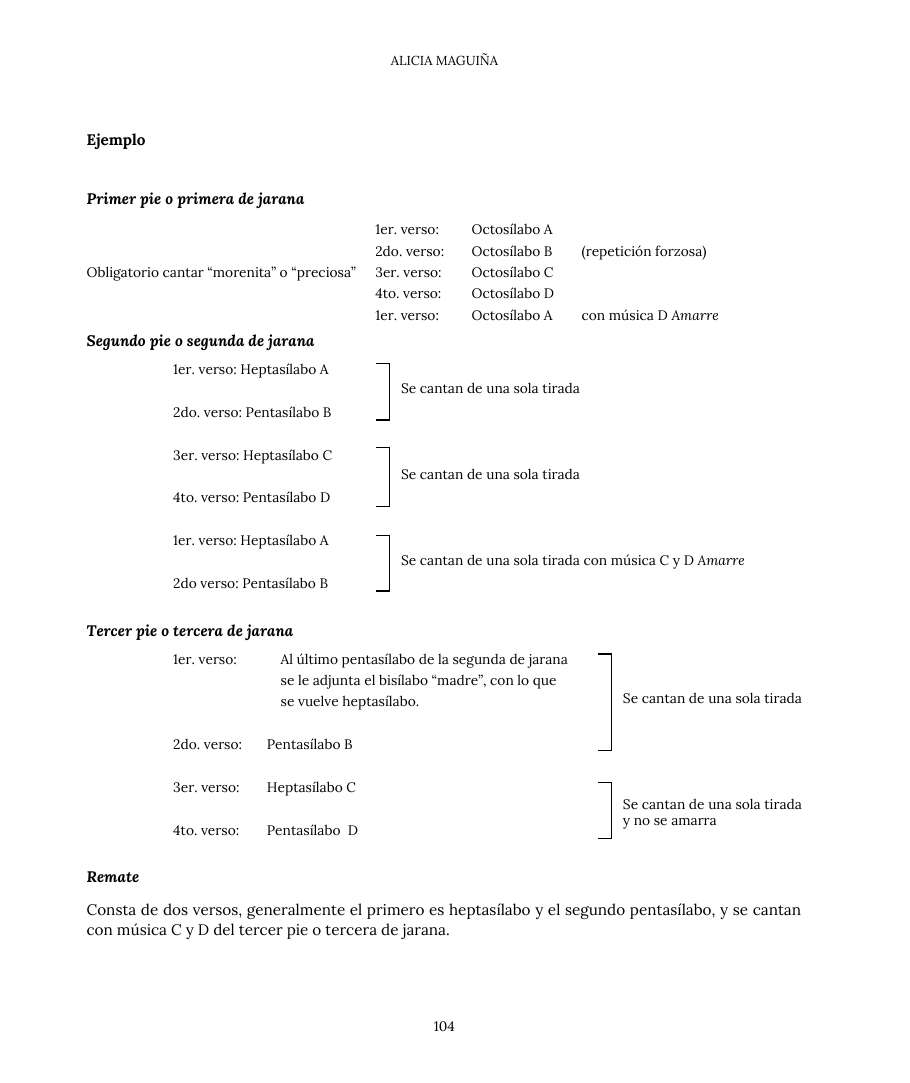 ALICIA MAGUIÑA
Ejemplo
Primer pie o primera de jarana
1er. verso: Octosílabo A
2do. verso: Octosílabo B (repetición forzosa)
Obligatorio cantar “morenita” o “preciosa” 3er. verso: Octosílabo C
4to. verso: Octosílabo D
1er. verso: Octosílabo A con música D Amarre
Segundo pie o segunda de jarana
1er. verso: Heptasílabo A
Se cantan de una sola tirada
2do. verso: Pentasílabo B
3er. verso: Heptasílabo C
Se cantan de una sola tirada
4to. verso: Pentasílabo D
1er. verso: Heptasílabo A
Se cantan de una sola tirada con música C y D Amarre
2do verso: Pentasílabo B
Tercer pie o tercera de jarana
1er. verso: Al último pentasílabo de la segunda de jarana
se le adjunta el bisílabo “madre”, con lo que
se vuelve heptasílabo.
Se cantan de una sola tirada
2do. verso: Pentasílabo B
3er. verso: Heptasílabo C
Se cantan de una sola tirada
y no se amarra
4to. verso: Pentasílabo D
Remate
Consta de dos versos, generalmente el primero es heptasílabo y el segundo pentasílabo, y se cantan
con música C y D del tercer pie o tercera de jarana.
104